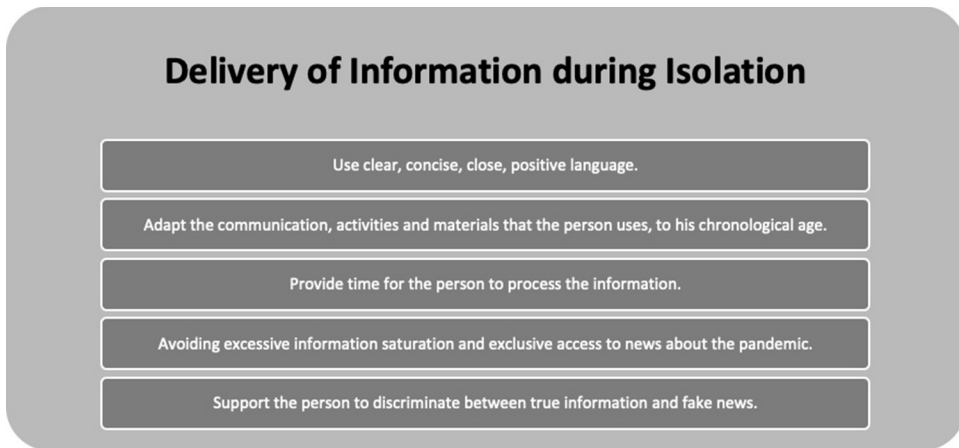 Delivery of Information during Isolation
Use clear, concise, close, positive language.
Adapt the communication, activities and materials that the person uses, to his chronological age.
Provide time for the person to process the information.
Avoiding excessive information saturation and exclusive access to news about the pandemic.
Support the person to discriminate between true information and fake news.